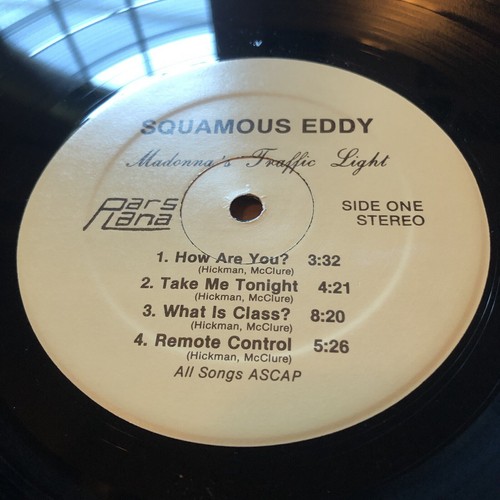 SQUAMOUS EDDY
Madonna's Traffic Light
Pars Lana
SIDE ONE
STEREO
1. How Are You? 3:32
(Hickman, McClure)
2. Take Me Tonight 4:21
(Hickman, McClure)
3. What Is Class? 8:20
(Hickman, McClure)
4. Remote Control 5:26
(Hickman, McClure)
All Songs ASCAP